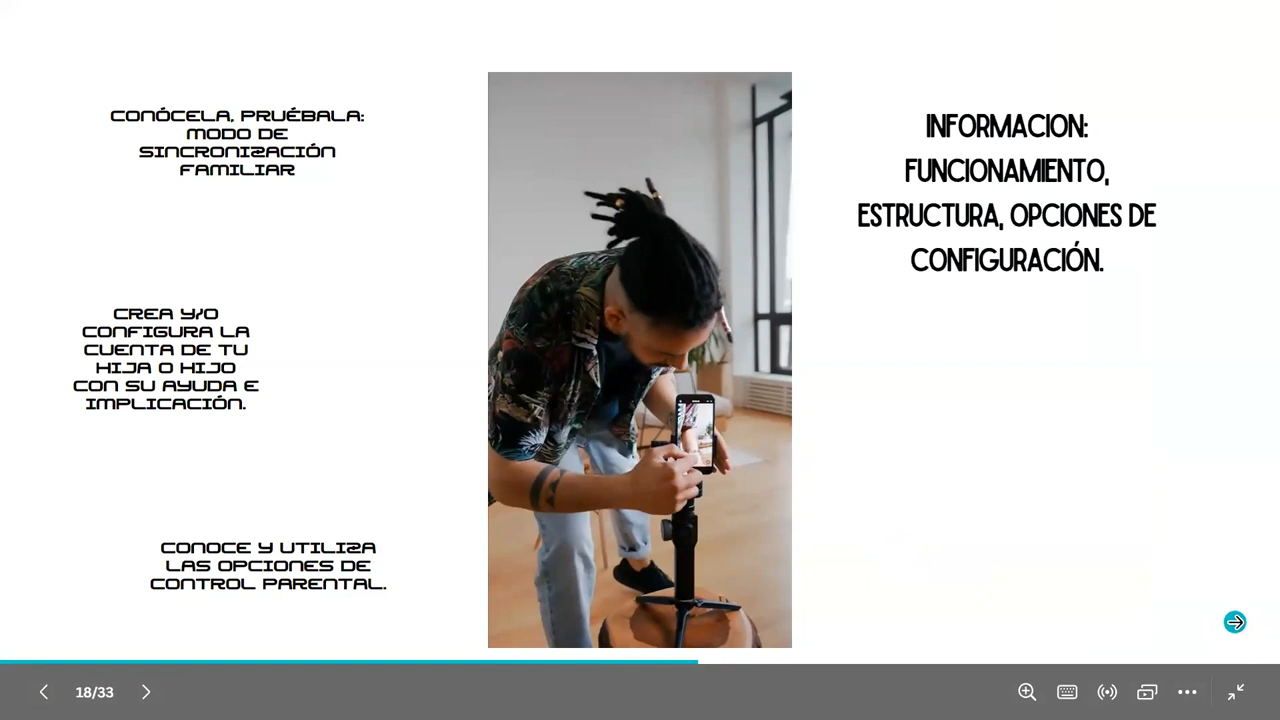 CONÓCELA, PRUÉBALA:
MODO DE
SINCRONIZACIÓN
FAMILIAR
CREA Y/O
CONFIGURA LA
CUENTA DE TU
HIJA O HIJO
CON SU AYUDA E
IMPLICACIÓN.
CONOCE Y UTILIZA
LAS OPCIONES DE
CONTROL PARENTAL.
INFORMACION:
FUNCIONAMIENTO,
ESTRUCTURA, OPCIONES DE
CONFIGURACIÓN.
18/33